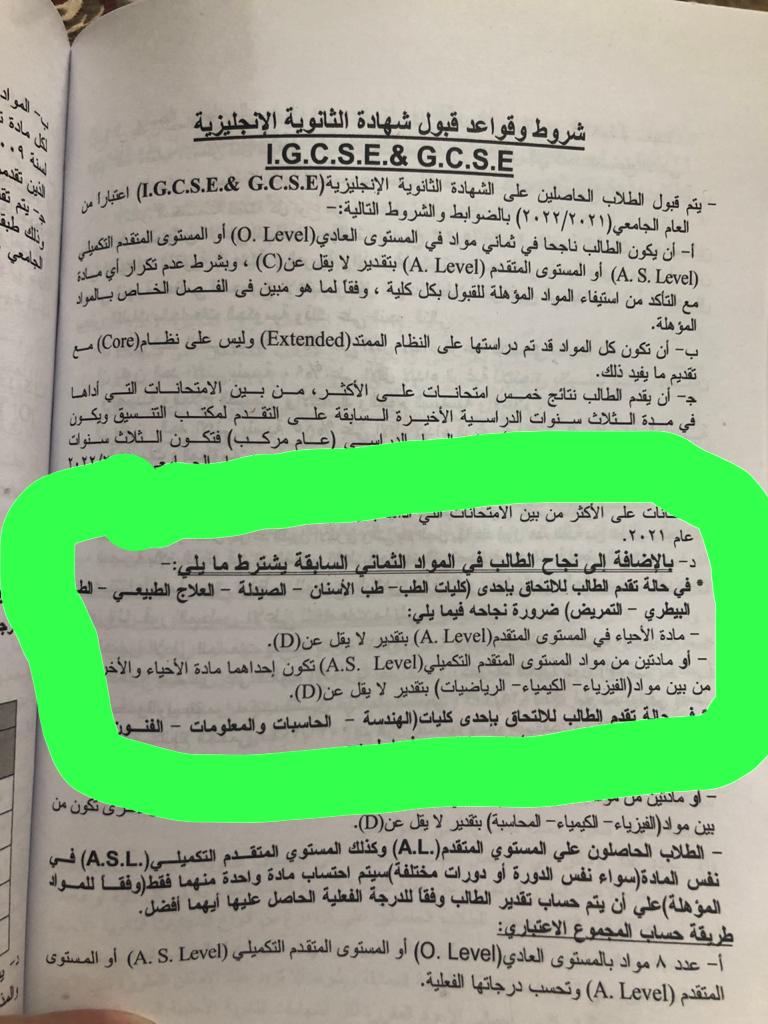 شروط وقواعد قبول شهادة الثانوية الإنجليزية
I.G.C.S.E.& G.C.S.E
– يتم قبول الطلاب الحاصلين على الشهادة الثانوية الإنجليزية(I.G.C.S.E.& G.C.S.E) اعتباراً من
العام الجامعي(٢٠٢٢/٢٠٢١) بالضوابط والشروط التالية:–
أ– أن يكون الطالب ناجحا في ثماني مواد في المستوى العادي(O. Level) أو المستوى المتقدم التكميلي
(A. S. Level) أو المستوى المتقدم (A. Level) بتقدير لا يقل عن(C) ، وبشرط عدم تكرار أي مادة
مع التأكد من استيفاء المواد المؤهلة للقبول بكل كلية ، وفقاً لما هو مبين فى الفصل الخاص بالمواد
المؤهلة.
ب– أن تكون كل المواد قد تم دراستها على النظام الممتد(Extended) وليس على نظام(Core) مع
تقديم ما يفيد ذلك.
ج– أن يقدم الطالب نتائج خمس امتحانات على الأكثر، من بين الامتحانات التي أداها
في مدة الثلاث سنوات الدراسية الأخيرة السابقة على التقدم لمكتب التنسيق ويكون
الدراسي (عام مركب) فتكون الثلاث سنوات
على الأكثر من بين الامتحانات التي
عام ٢٠٢١.
د– بالإضافة إلى نجاح الطالب في المواد الثماني السابقة يشترط ما يلي:–
• في حالة تقدم الطالب للالتحاق بإحدى (كليات الطب– طب الأسنان – الصيدلة – العلاج الطبيعي –
البيطري – التمريض) ضرورة نجاحه فيما يلي:
– مادة الأحياء في المستوى المتقدم(A. Level) بتقدير لا يقل عن(D).
– أو مادتين من مواد المستوى المتقدم التكميلي(A.S. Level) تكون إحداهما مادة الأحياء
من بين مواد(الفيزياء– الكيمياء– الرياضيات) بتقدير لا يقل عن(D).
في حالة تقدم الطالب للالتحاق بإحدى كليات(الهندسة – الحاسبات والمعلومات –
– أو مادتين من تكون من
بين مواد(الفيزياء– الكيمياء– المحاسبة) بتقدير لا يقل عن(D).
– الطلاب الحاصلون علي المستوي المتقدم(A.L.) وكذلك المستوي المتقدم التكميلي(A.S.L.) في
نفس المادة(سواء نفس الدورة أو دورات مختلفة)سيتم احتساب مادة واحدة منهما فقط(وفقاً للمواد
المؤهلة)علي أن يتم حساب تقدير الطالب وفقاً للدرجة الفعلية الحاصل عليها أيهما أفضل.
طريقة حساب المجموع الاعتباري:
أ– عدد ٨ مواد بالمستوى العادي(O. Level) أو المستوى المتقدم التكميلي (A. S. Level) أو المستوى
المتقدم (A. Level) وتحسب درجاتها الفعلية.